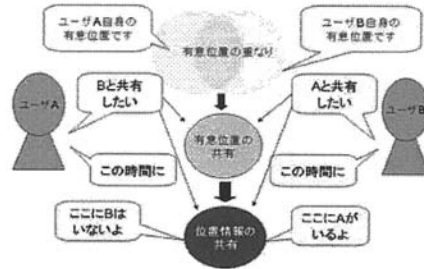 ユーザA自身の
有意位置です
ユーザB自身の
有意位置です
有意位置の重なり
ユーザA
Bと共有
したい
Aと共有
したい
ユーザB
有意位置の
共有
この時間に
この時間に
ここにBは
いないよ
位置情報の
共有
ここにAが
いるよ